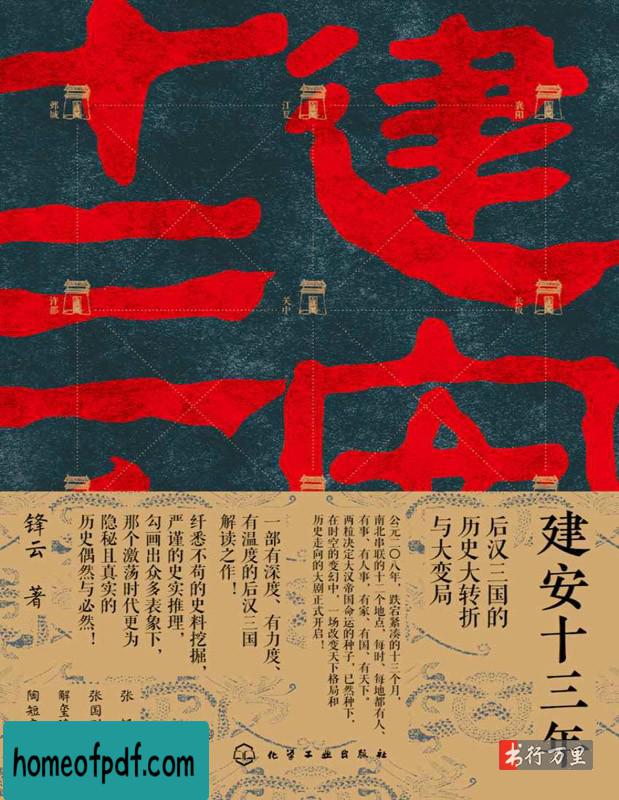 建安
十三
襄阳
江夏
邺城
长坂
关中
许都
建安十三年
后汉三国的
历史大转折
与大变局
公元二〇八年，跌宕紧凑的十三个月，
南北串联的十一个地点，每时、每地都有人、
有事，有人事，有家、有国、有天下。
两粒决定大汉帝国命运的种子，已然种下，
在时空的变幻中，一场改变天下格局和
历史走向的大剧正式开启！
一部有深度、有力度、
有温度的后汉三国
解读之作！
纤悉不苟的史料挖掘，
严谨的史实推理，
勾画出众多表象下，
那个激荡时代更为
隐秘且真实的
历史偶然与必然！
锋云 著
张
张国
解玺
陶短
化学工业出版社
书行万里
homeofpdf.com